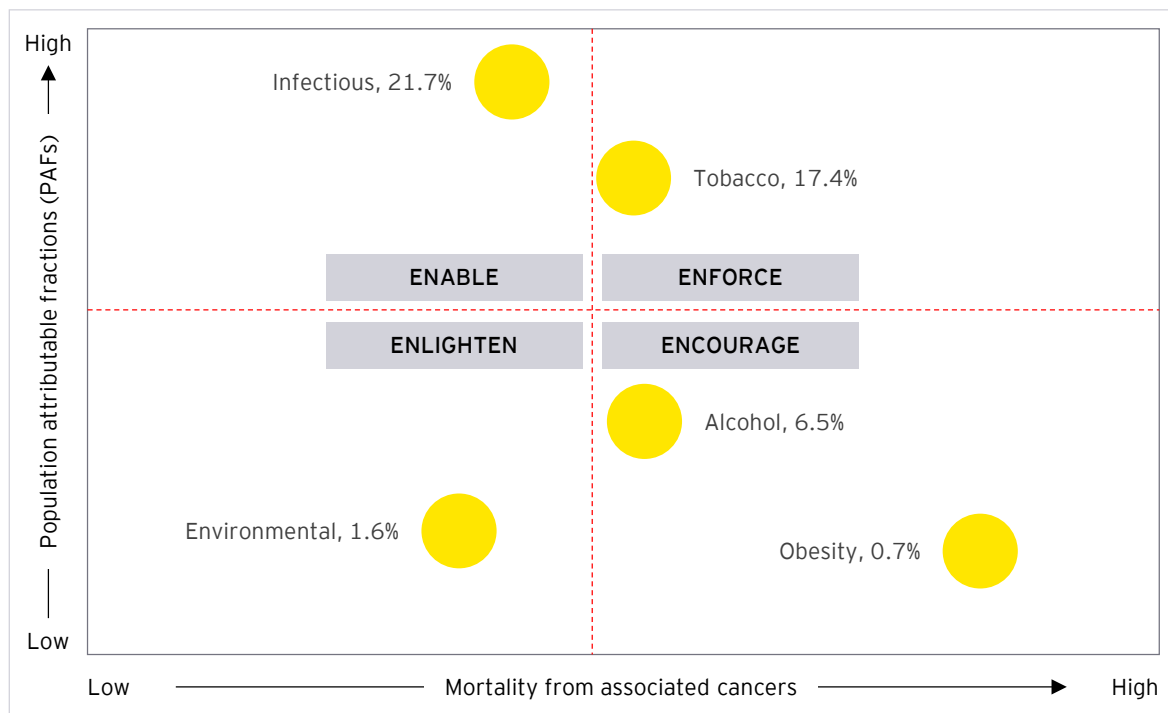 High
Population attributable fractions (PAFs)
Low
Infectious, 21.7%
Tobacco, 17.4%
ENABLE
ENFORCE
ENLIGHTEN
ENCOURAGE
Alcohol, 6.5%
Environmental, 1.6%
Obesity, 0.7%
Low
Mortality from associated cancers
High